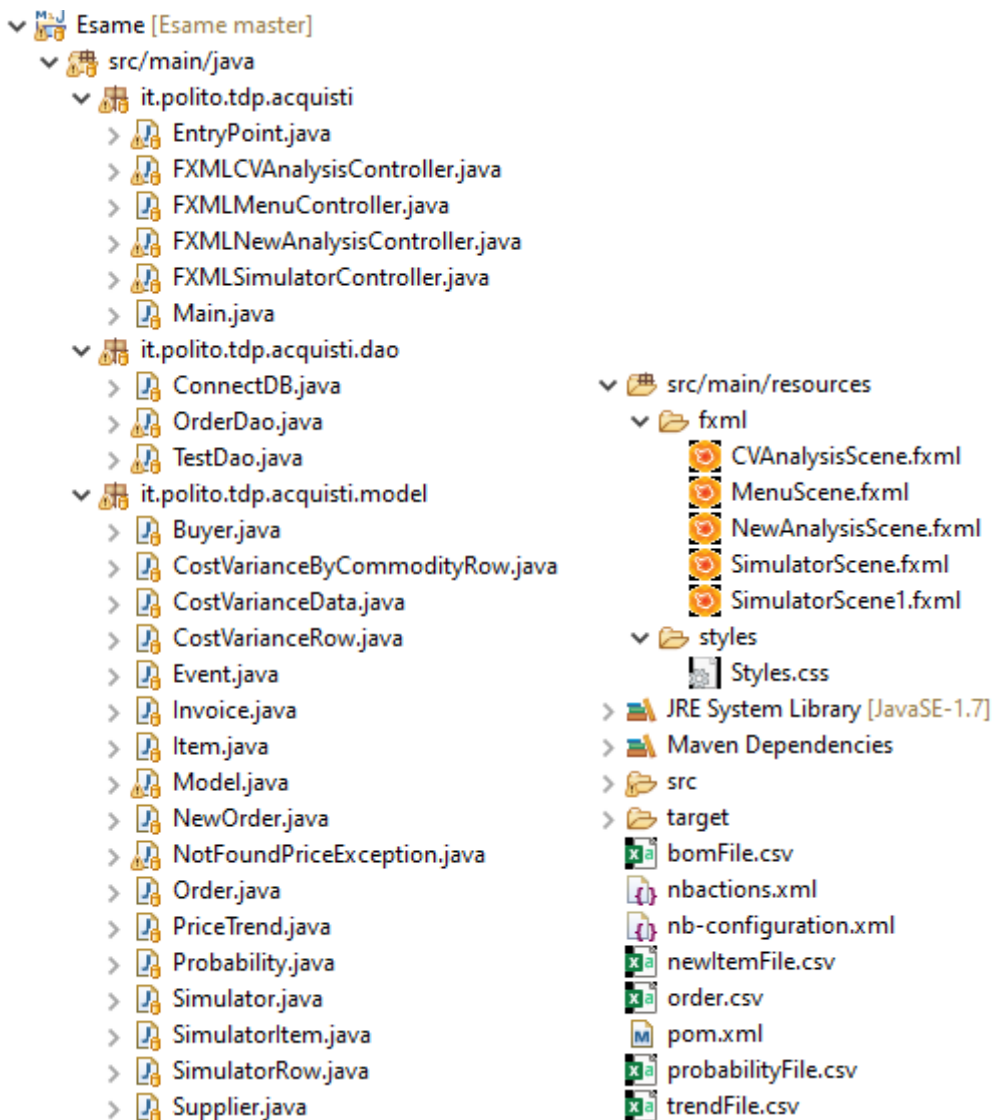 Esame [Esame master]
src/main/java
it.polito.tdp.acquisti
EntryPoint.java
FXMLCVAnalysisController.java
FXMLMenuController.java
FXMLNewAnalysisController.java
FXMLSimulatorController.java
Main.java
it.polito.tdp.acquisti.dao
ConnectDB.java
OrderDao.java
TestDao.java
it.polito.tdp.acquisti.model
Buyer.java
CostVarianceByCommodityRow.java
CostVarianceData.java
CostVarianceRow.java
Event.java
Invoice.java
Item.java
Model.java
NewOrder.java
NotFoundPriceException.java
Order.java
PriceTrend.java
Probability.java
Simulator.java
SimulatorItem.java
SimulatorRow.java
Supplier.java
src/main/resources
fxml
CVAnalysisScene.fxml
MenuScene.fxml
NewAnalysisScene.fxml
SimulatorScene.fxml
SimulatorScene1.fxml
styles
Styles.css
JRE System Library [JavaSE-1.7]
Maven Dependencies
src
target
bomFile.csv
nbactions.xml
nb-configuration.xml
newItemFile.csv
order.csv
pom.xml
probabilityFile.csv
trendFile.csv